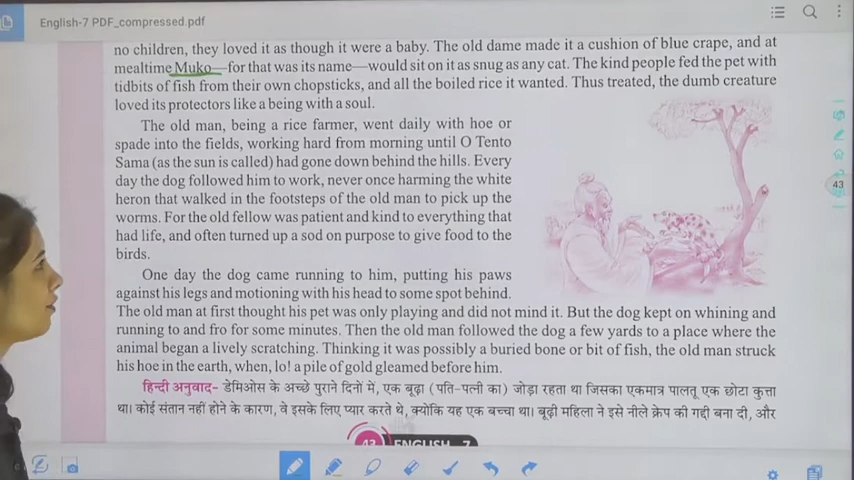 English-7 PDF_compressed.pdf
no children, they loved it as though it were a baby. The old dame made it a cushion of blue crape, and at
mealtime Muko—for that was its name—would sit on it as snug as any cat. The kind people fed the pet with
tidbits of fish from their own chopsticks, and all the boiled rice it wanted. Thus treated, the dumb creature
loved its protectors like a being with a soul.
The old man, being a rice farmer, went daily with hoe or
spade into the fields, working hard from morning until O Tento
Sama (as the sun is called) had gone down behind the hills. Every
day the dog followed him to work, never once harming the white
heron that walked in the footsteps of the old man to pick up the
worms. For the old fellow was patient and kind to everything that
had life, and often turned up a sod on purpose to give food to the
birds.
One day the dog came running to him, putting his paws
against his legs and motioning with his head to some spot behind.
The old man at first thought his pet was only playing and did not mind it. But the dog kept on whining and
running to and fro for some minutes. Then the old man followed the dog a few yards to a place where the
animal began a lively scratching. Thinking it was possibly a buried bone or bit of fish, the old man struck
his hoe in the earth, when, lo! a pile of gold gleamed before him.
हिन्दी अनुवाद- डेमिओस के अच्छे पुराने दिनों में, एक बूढ़ा (पति-पत्नी का) जोड़ा रहता था जिसका एकमात्र पालतू एक छोटा कुत्ता
था। कोई संतान नहीं होने के कारण, वे इसके लिए प्यार करते थे, क्योंकि यह एक बच्चा था। बूढ़ी महिला ने इसे नीले क्रेप की गद्दी बना दी, और
43 ENGLISH - 7
43